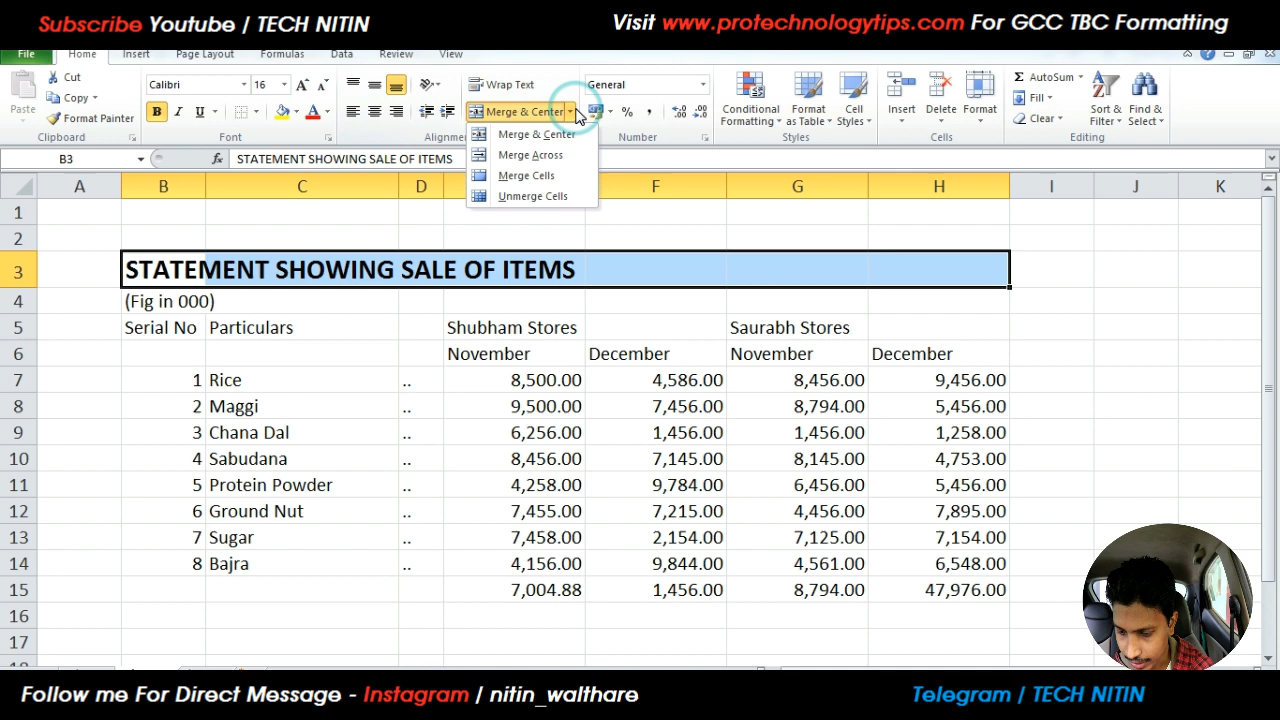 Subscribe Youtube / TECH NITIN
Visit www.protechnologytips.com For GCC TBC Formatting
File Home Insert Page Layout Formulas Data Review View
Paste Cut Copy Format Painter Clipboard
Calibri 16 B I U A Font
Wrap Text Merge & Center
Merge & Center
Merge Across
Merge Cells
Unmerge Cells
General % , Number
Conditional Formatting Format as Table Cell Styles Styles
Insert Delete Format Cells
AutoSum Fill Clear Sort & Filter Find & Select Editing
B3 fx STATEMENT SHOWING SALE OF ITEMS
A B C D F G H I J K
1
2
3 STATEMENT SHOWING SALE OF ITEMS
4 (Fig in 000)
5 Serial No Particulars Shubham Stores Saurabh Stores
6 November December November December
7 1 Rice .. 8,500.00 4,586.00 8,456.00 9,456.00
8 2 Maggi .. 9,500.00 7,456.00 8,794.00 5,456.00
9 3 Chana Dal .. 6,256.00 1,456.00 1,456.00 1,258.00
10 4 Sabudana .. 8,456.00 7,145.00 8,145.00 4,753.00
11 5 Protein Powder .. 4,258.00 9,784.00 6,456.00 5,456.00
12 6 Ground Nut .. 7,455.00 7,215.00 4,456.00 7,895.00
13 7 Sugar .. 7,458.00 2,154.00 7,125.00 7,154.00
14 8 Bajra .. 4,156.00 9,844.00 4,561.00 6,548.00
15 7,004.88 1,456.00 8,794.00 47,976.00
16
17
Follow me For Direct Message - Instagram / nitin_walthare
Telegram / TECH NITIN